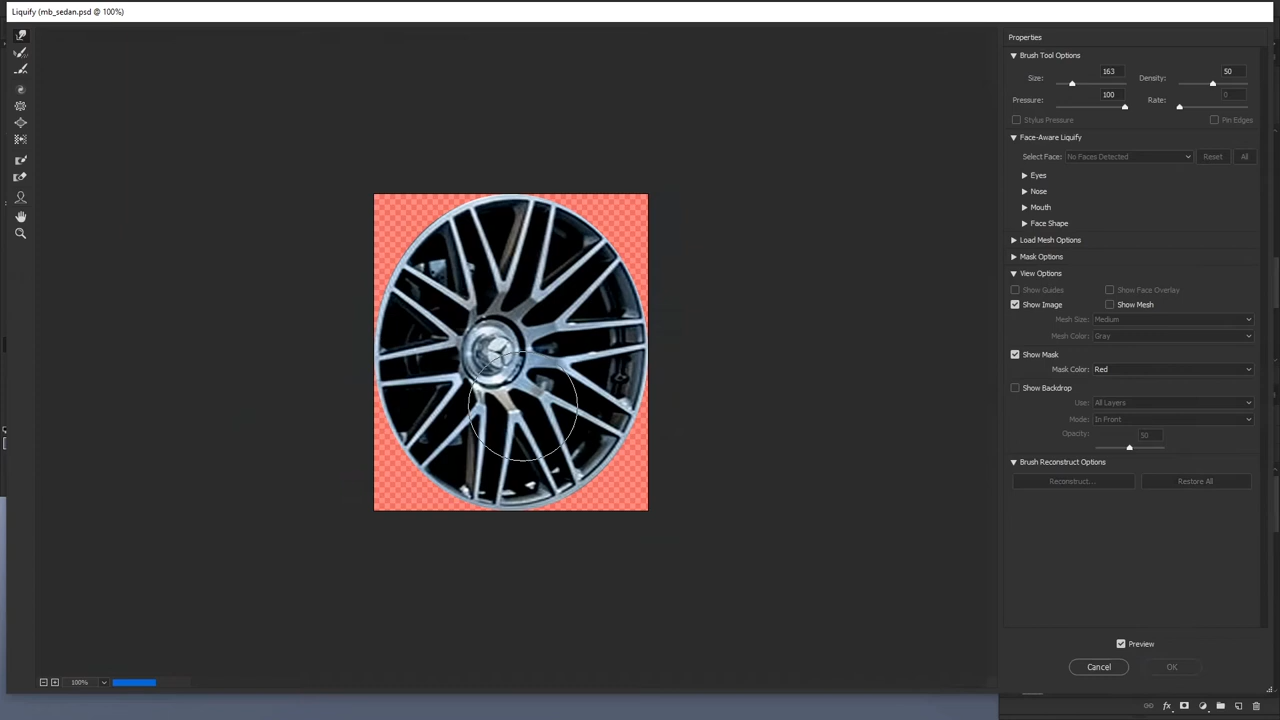 Liquify (mb_sedan.psd @ 100%)
Properties
Brush Tool Options
Size: 163 Density: 50
Pressure: 100 Rate: 0
Stylus Pressure Pin Edges
Face-Aware Liquify
Select Face: No Faces Detected Reset All
Eyes
Nose
Mouth
Face Shape
Load Mesh Options
Mask Options
View Options
Show Guides Show Face Overlay
Show Image Show Mesh
Mesh Size: Medium
Mesh Color: Gray
Show Mask
Mask Color: Red
Show Backdrop
Use: All Layers
Mode: In Front
Opacity: 50
Brush Reconstruct Options
Reconstruct... Restore All
Preview
Cancel OK
100%
fx